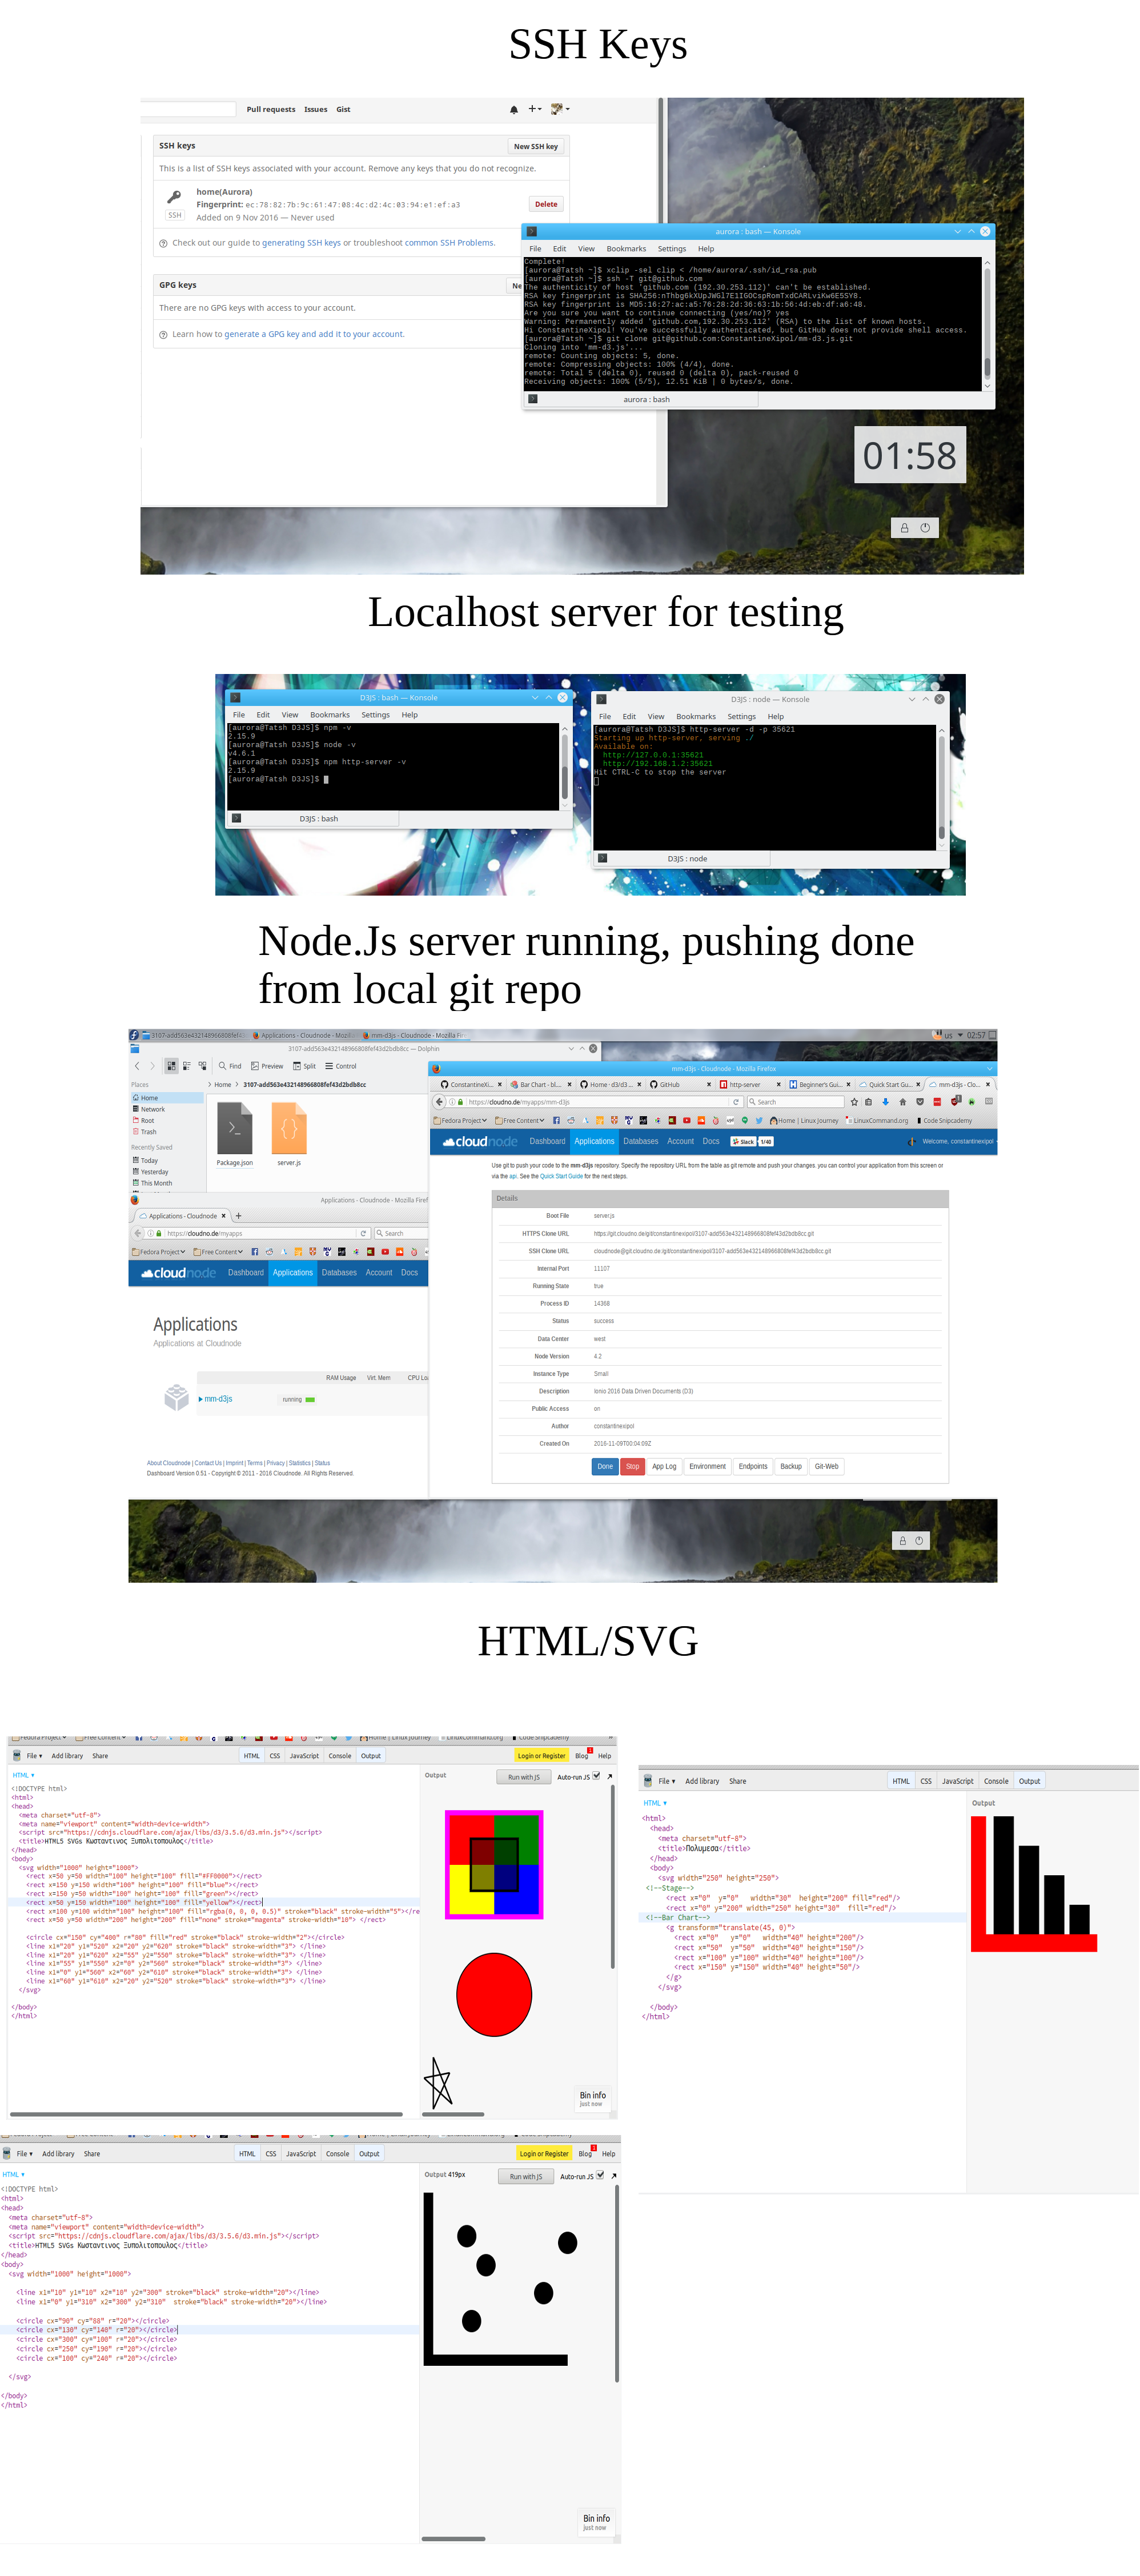 SSH Keys
Pull requests Issues Gist
SSH keys New SSH key
This is a list of SSH keys associated with your account. Remove any keys that you do not recognize.
home(Aurora)
Fingerprint: ec:78:82:7b:9c:61:47:08:4c:d2:4c:03:94:e1:ef:a3
SSH
Added on 9 Nov 2016 — Never used
Delete
Check out our guide to generating SSH keys or troubleshoot common SSH Problems.
GPG keys
There are no GPG keys with access to your account.
Learn how to generate a GPG key and add it to your account.
aurora : bash — Konsole
File Edit View Bookmarks Settings Help
Complete!
[aurora@Tatsh ~]$ xclip -sel clip < /home/aurora/.ssh/id_rsa.pub
[aurora@Tatsh ~]$ ssh -T git@github.com
The authenticity of host 'github.com (192.30.253.112)' can't be established.
RSA key fingerprint is SHA256:nThbg6kXUpJWGl7E1IGOCspRomTxdCARLviKw6E5SY8.
RSA key fingerprint is MD5:16:27:ac:a5:76:28:2d:36:63:1b:56:4d:eb:df:a6:48.
Are you sure you want to continue connecting (yes/no)? yes
Warning: Permanently added 'github.com,192.30.253.112' (RSA) to the list of known hosts.
Hi ConstantineXipol! You've successfully authenticated, but GitHub does not provide shell access.
[aurora@Tatsh ~]$ git clone git@github.com:ConstantineXipol/mm-d3.js.git
Cloning into 'mm-d3.js'...
remote: Counting objects: 5, done.
remote: Compressing objects: 100% (4/4), done.
remote: Total 5 (delta 0), reused 0 (delta 0), pack-reused 0
Receiving objects: 100% (5/5), 12.51 KiB | 0 bytes/s, done.
aurora : bash
01:58
Localhost server for testing
D3JS : bash — Konsole
File Edit View Bookmarks Settings Help
[aurora@Tatsh D3JS]$ npm -v
2.15.9
[aurora@Tatsh D3JS]$ node -v
v4.6.1
[aurora@Tatsh D3JS]$ npm http-server -v
2.15.9
[aurora@Tatsh D3JS]$
D3JS : bash
D3JS : node — Konsole
File Edit View Bookmarks Settings Help
[aurora@Tatsh D3JS]$ http-server -d -p 35621
Starting up http-server, serving ./
Available on:
http://127.0.0.1:35621
http://192.168.1.2:35621
Hit CTRL-C to stop the server
D3JS : node
Node.Js server running, pushing done
from local git repo
us 02:57
3107-add563e432148966808fef43d2bdb8cc — Dolphin
Find Preview Split Control
Places
Home
Network
Root
Trash
Recently Saved
Today
Yesterday
This Month
Home 3107-add563e432148966808fef43d2bdb8cc
Package.json server.js
Applications - Cloudnode
https://cloudno.de/myapps Search
Fedora Project Free Content
cloudnode Dashboard Applications Databases Account Docs
Applications
Applications at Cloudnode
RAM Usage Virt. Mem
mm-d3js running
About Cloudnode | Contact Us | Imprint | Terms | Privacy | Statistics | Status
Dashboard Version 0.51 - Copyright © 2011 - 2016 Cloudnode. All Rights Reserved.
mm-d3js - Cloudnode - Mozilla Firefox
ConstantineXi... Bar Chart - bl... Home · d3/d3 ... GitHub http-server Beginner's Gui... Quick Start Gu... mm-d3js - Clo...
https://cloudno.de/myapps/mm-d3js Search
Fedora Project Free Content Home | Linux Journey LinuxCommand.org Code Snipcademy
cloudnode Dashboard Applications Databases Account Docs Slack 1/40 Welcome, constantinexipol
Use git to push your code to the mm-d3js repository. Specify the repository URL from the table as git remote and push your changes. you can control your application from this screen or
via the api. See the Quick Start Guide for the next steps.
Details
Boot File server.js
HTTPS Clone URL https://git.cloudno.de/git/constantinexipol/3107-add563e432148966808fef43d2bdb8cc.git
SSH Clone URL cloudnode@git.cloudno.de:/git/constantinexipol/3107-add563e432148966808fef43d2bdb8cc.git
Internal Port 11107
Running State true
Process ID 14368
Status success
Data Center west
Node Version 4.2
Instance Type Small
Description Ionio 2016 Data Driven Documents (D3)
Public Access on
Author constantinexipol
Created On 2016-11-09T00:04:09Z
Done Stop App Log Environment Endpoints Backup Git-Web
HTML/SVG
File Add library Share HTML CSS JavaScript Console Output Login or Register Blog 1 Help
HTML Output Run with JS Auto-run JS
<!DOCTYPE html>
<html>
<head>
<meta charset="utf-8">
<meta name="viewport" content="width=device-width">
<script src="https://cdnjs.cloudflare.com/ajax/libs/d3/3.5.6/d3.min.js"></script>
<title>HTML5 SVGs Κωσταντινος Ξυπολιτοπουλος</title>
</head>
<body>
<svg width="1000" height="1000">
<rect x=50 y=50 width="100" height="100" fill="#FF0000"></rect>
<rect x=150 y=150 width="100" height="100" fill="blue"></rect>
<rect x=150 y=50 width="100" height="100" fill="green"></rect>
<rect x=50 y=150 width="100" height="100" fill="yellow"></rect>
<rect x=100 y=100 width="100" height="100" fill="rgba(0, 0, 0, 0.5)" stroke="black" stroke-width="5"></re
<rect x=50 y=50 width="200" height="200" fill="none" stroke="magenta" stroke-width="10"> </rect>
<circle cx="150" cy="400" r="80" fill="red" stroke="black" stroke-width="2"></circle>
<line x1="20" y1="520" x2="20" y2="620" stroke="black" stroke-width="3"> </line>
<line x1="20" y1="620" x2="55" y2="550" stroke="black" stroke-width="3"> </line>
<line x1="55" y1="550" x2="0" y2="560" stroke="black" stroke-width="3"> </line>
<line x1="0" y1="560" x2="60" y2="610" stroke="black" stroke-width="3"> </line>
<line x1="60" y1="610" x2="20" y2="520" stroke="black" stroke-width="3"> </line>
</svg>
</body>
</html>
Bin info
just now
File Add library Share HTML CSS JavaScript Console Output
HTML Output
<html>
<head>
<meta charset="utf-8">
<title>Πολυμεσα</title>
</head>
<body>
<svg width="250" height="250">
<!--Stage-->
<rect x="0" y="0" width="30" height="200" fill="red"/>
<rect x="0" y="200" width="250" height="30" fill="red"/>
<!--Bar Chart-->
<g transform="translate(45, 0)">
<rect x="0" y="0" width="40" height="200"/>
<rect x="50" y="50" width="40" height="150"/>
<rect x="100" y="100" width="40" height="100"/>
<rect x="150" y="150" width="40" height="50"/>
</g>
</svg>
</body>
</html>
File Add library Share HTML CSS JavaScript Console Output Login or Register Blog 1 Help
HTML Output 419px Run with JS Auto-run JS
<!DOCTYPE html>
<html>
<head>
<meta charset="utf-8">
<meta name="viewport" content="width=device-width">
<script src="https://cdnjs.cloudflare.com/ajax/libs/d3/3.5.6/d3.min.js"></script>
<title>HTML5 SVGs Κωσταντινος Ξυπολιτοπουλος</title>
</head>
<body>
<svg width="1000" height="1000">
<line x1="10" y1="10" x2="10" y2="300" stroke="black" stroke-width="20"></line>
<line x1="0" y1="310" x2="300" y2="310" stroke="black" stroke-width="20"></line>
<circle cx="90" cy="88" r="20"></circle>
<circle cx="130" cy="140" r="20"></circle>
<circle cx="300" cy="100" r="20"></circle>
<circle cx="250" cy="190" r="20"></circle>
<circle cx="100" cy="240" r="20"></circle>
</svg>
</body>
</html>
Bin info
just now